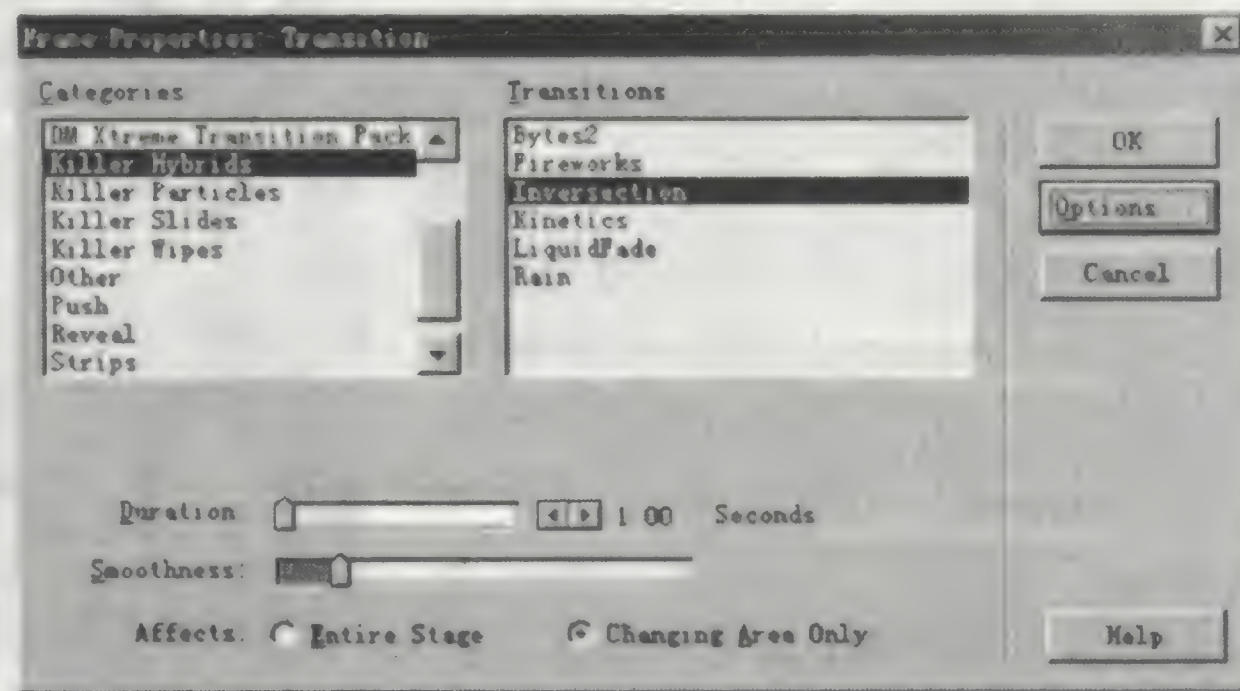 Frame Properties: Transition
Categories
DM Xtreme Transition Pack
Killer Hybrids
Killer Particles
Killer Slides
Killer Wipes
Other
Push
Reveal
Strips
Transitions
Bytes2
Fireworks
Inversection
Kinetics
LiquidFade
Rain
OK
Options
Cancel
Duration 1.00 Seconds
Smoothness:
Affects: Entire Stage Changing Area Only
Help